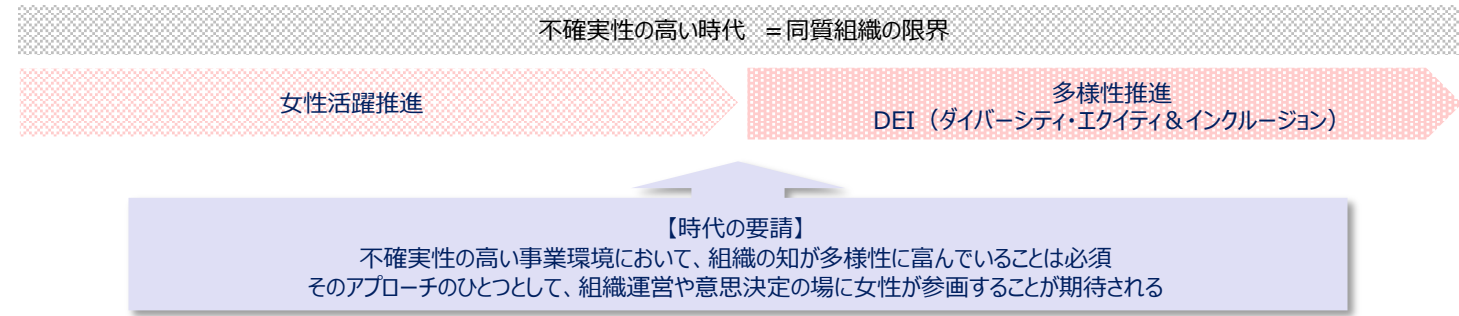 不確実性の高い時代 ＝同質組織の限界
女性活躍推進
多様性推進
DEI（ダイバーシティ・エクイティ＆インクルージョン）
【時代の要請】
不確実性の高い事業環境において、組織の知が多様性に富んでいることは必須
そのアプローチのひとつとして、組織運営や意思決定の場に女性が参画することが期待される